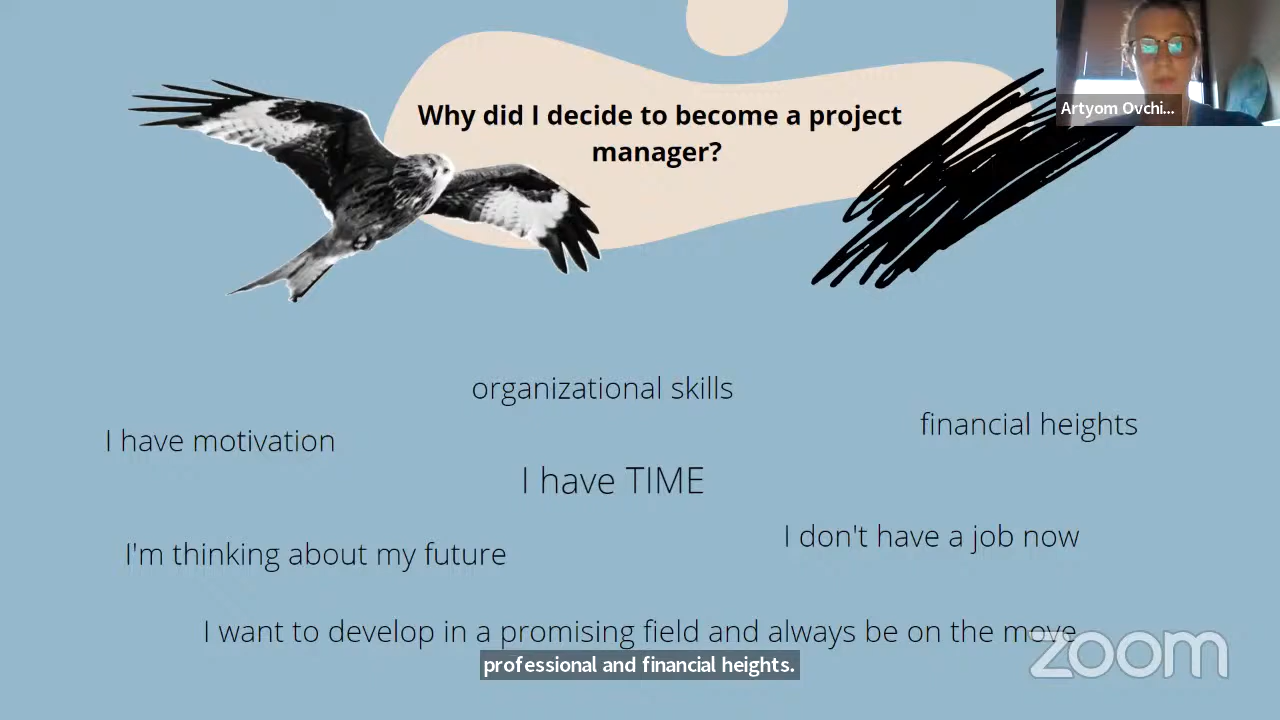 Why did I decide to become a project
manager?
Artyom Ovchi...
organizational skills
financial heights
I have motivation
I have TIME
I don't have a job now
I'm thinking about my future
I want to develop in a promising field and always be on the move
professional and financial heights.
zoom